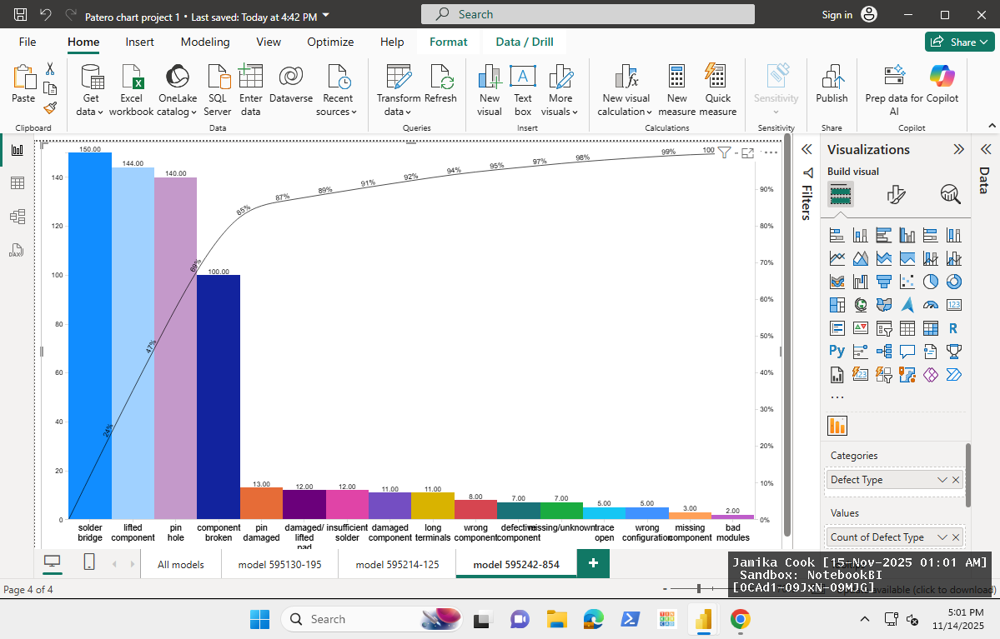 Patero chart project 1 • Last saved: Today at 4:42 PM
Search
Sign in
File
Home
Insert
Modeling
View
Optimize
Help
Format
Data / Drill
Share
Paste
Get data
Excel workbook
OneLake catalog
SQL Server
Enter data
Dataverse
Recent sources
Transform data
Refresh
New visual
Text box
More visuals
New visual calculation
New measure
Quick measure
Sensitivity
Publish
Prep data for AI
Copilot
Clipboard
Data
Queries
Insert
Calculations
Sensitivity
Share
Copilot
150.00
144.00
140.00
100.00
13.00
12.00
12.00
11.00
11.00
8.00
7.00
7.00
5.00
5.00
3.00
2.00
24%
47%
69%
85%
87%
89%
91%
92%
94%
95%
97%
98%
99%
100
140
120
100
80
60
40
20
0
90%
80%
70%
60%
50%
40%
30%
20%
10%
0%
solder bridge
lifted component
pin hole
component broken
pin damaged
damaged/ lifted pad
insufficient solder
damaged component
long terminals
wrong component
defective component
missing/unknown
trace open
wrong configuration
missing component
bad modules
Filters
Visualizations
Build visual
Data
Categories
Defect Type
Values
Count of Defect Type
All models
model 595130-195
model 595214-125
model 595242-854
Page 4 of 4
available (click to download)
Jamika Cook [15-Nov-2025 01:01 AM]
Sandbox: NotebookBI
[OCAd1-O9JxN-O9MJG]
Search
5:01 PM
11/14/2025